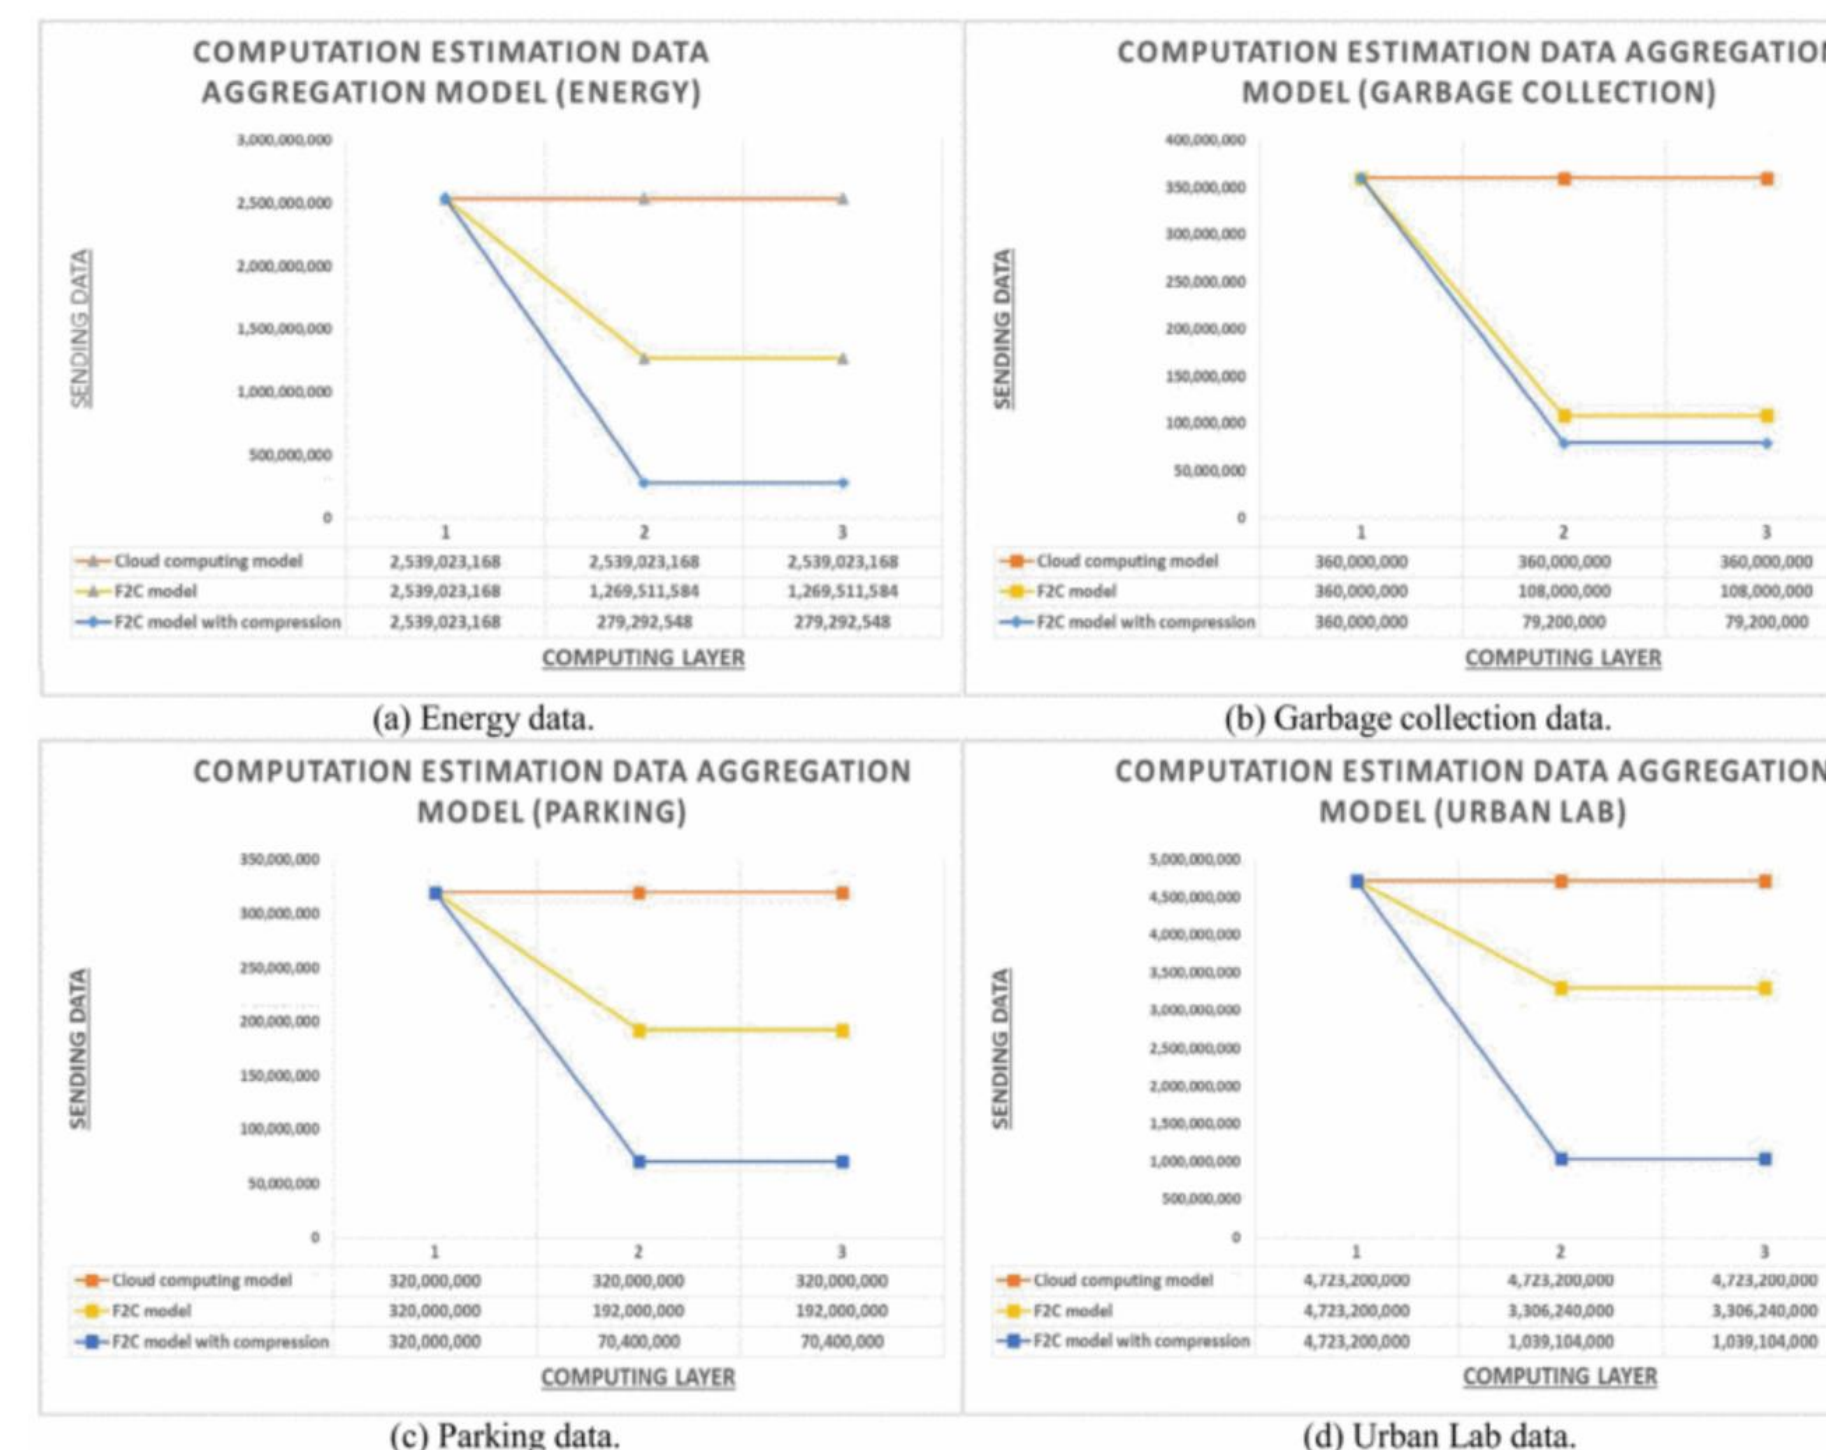 COMPUTATION ESTIMATION DATA
AGGREGATION MODEL (ENERGY)
3,000,000,000
2,500,000,000
2,000,000,000
1,500,000,000
1,000,000,000
500,000,000
0
SENDING DATA
1 2 3
Cloud computing model 2,539,023,168 2,539,023,168 2,539,023,168
F2C model 2,539,023,168 1,269,511,584 1,269,511,584
F2C model with compression 2,539,023,168 279,292,548 279,292,548
COMPUTING LAYER
(a) Energy data.
COMPUTATION ESTIMATION DATA AGGREGATION
MODEL (GARBAGE COLLECTION)
400,000,000
350,000,000
300,000,000
250,000,000
200,000,000
150,000,000
100,000,000
50,000,000
0
SENDING DATA
1 2 3
Cloud computing model 360,000,000 360,000,000 360,000,000
F2C model 360,000,000 108,000,000 108,000,000
F2C model with compression 360,000,000 79,200,000 79,200,000
COMPUTING LAYER
(b) Garbage collection data.
COMPUTATION ESTIMATION DATA AGGREGATION
MODEL (PARKING)
350,000,000
300,000,000
250,000,000
200,000,000
150,000,000
100,000,000
50,000,000
0
SENDING DATA
1 2 3
Cloud computing model 320,000,000 320,000,000 320,000,000
F2C model 320,000,000 192,000,000 192,000,000
F2C model with compression 320,000,000 70,400,000 70,400,000
COMPUTING LAYER
(c) Parking data.
COMPUTATION ESTIMATION DATA AGGREGATION
MODEL (URBAN LAB)
5,000,000,000
4,500,000,000
4,000,000,000
3,500,000,000
3,000,000,000
2,500,000,000
2,000,000,000
1,500,000,000
1,000,000,000
500,000,000
0
SENDING DATA
1 2 3
Cloud computing model 4,723,200,000 4,723,200,000 4,723,200,000
F2C model 4,723,200,000 3,306,240,000 3,306,240,000
F2C model with compression 4,723,200,000 1,039,104,000 1,039,104,000
COMPUTING LAYER
(d) Urban Lab data.